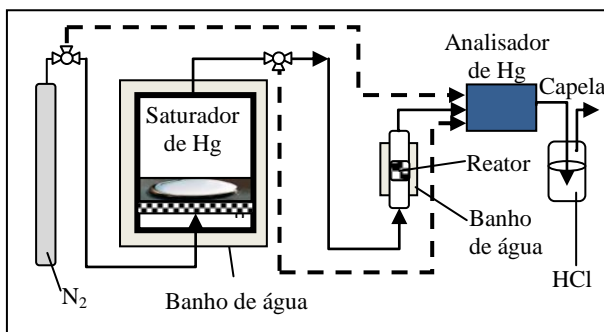 Analisador
de Hg
Capela
Saturador
de Hg
Reator
Banho
de água
N₂
Banho de água
HCl